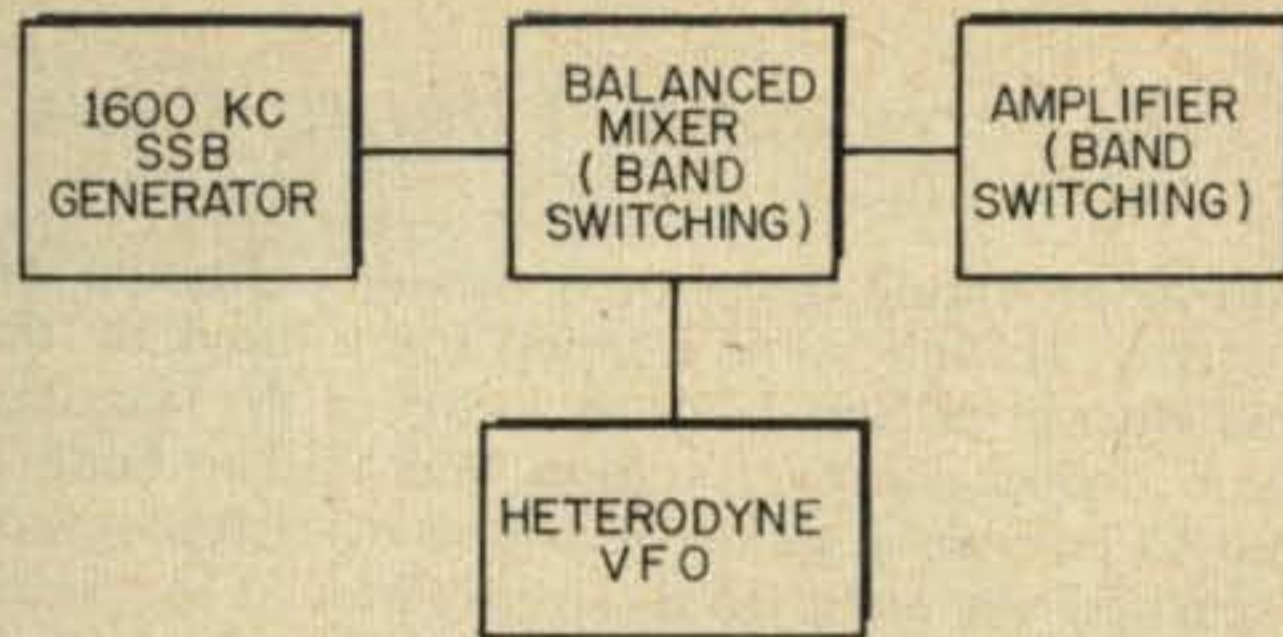 1600 KC
SSB
GENERATOR
BALANCED
MIXER
( BAND
SWITCHING )
AMPLIFIER
( BAND
SWITCHING )
HETERODYNE
VFO